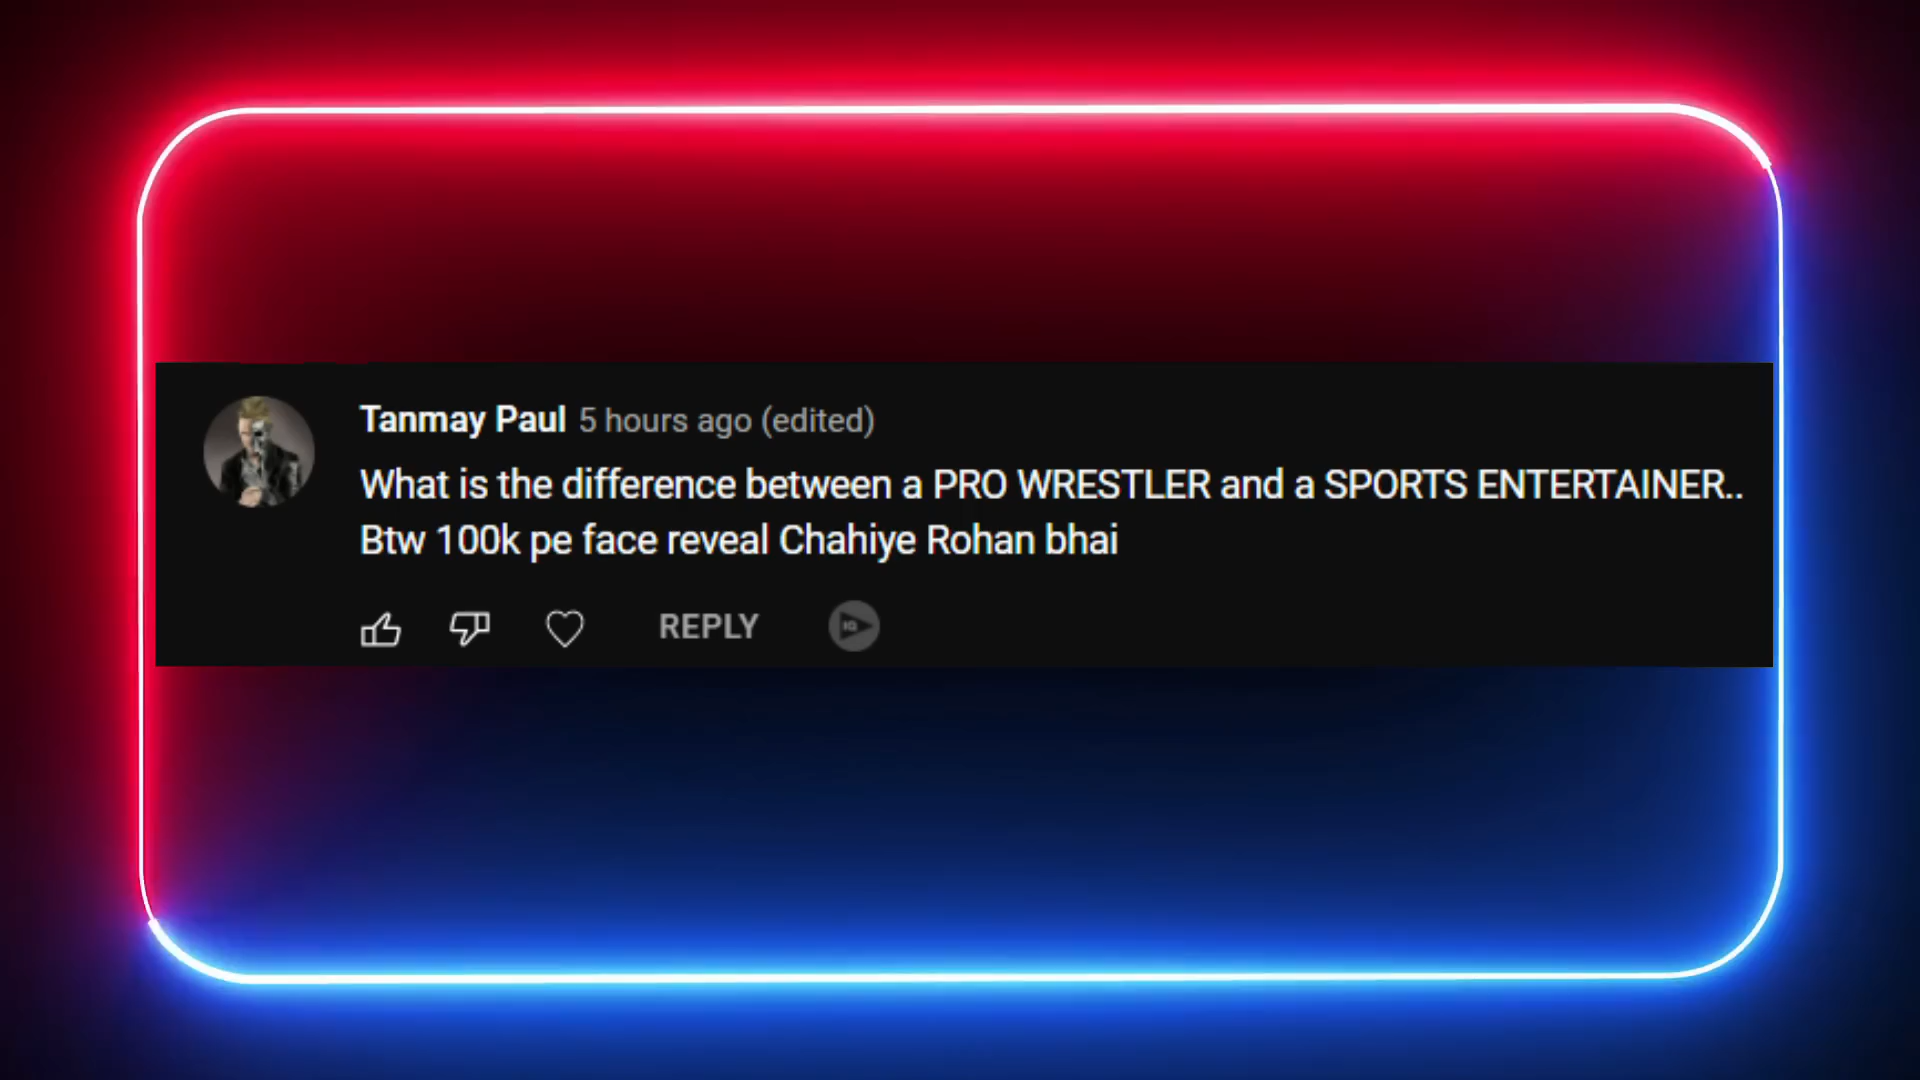 Tanmay Paul 5 hours ago (edited)
What is the difference between a PRO WRESTLER and a SPORTS ENTERTAINER..
Btw 100k pe face reveal Chahiye Rohan bhai
REPLY
IQ